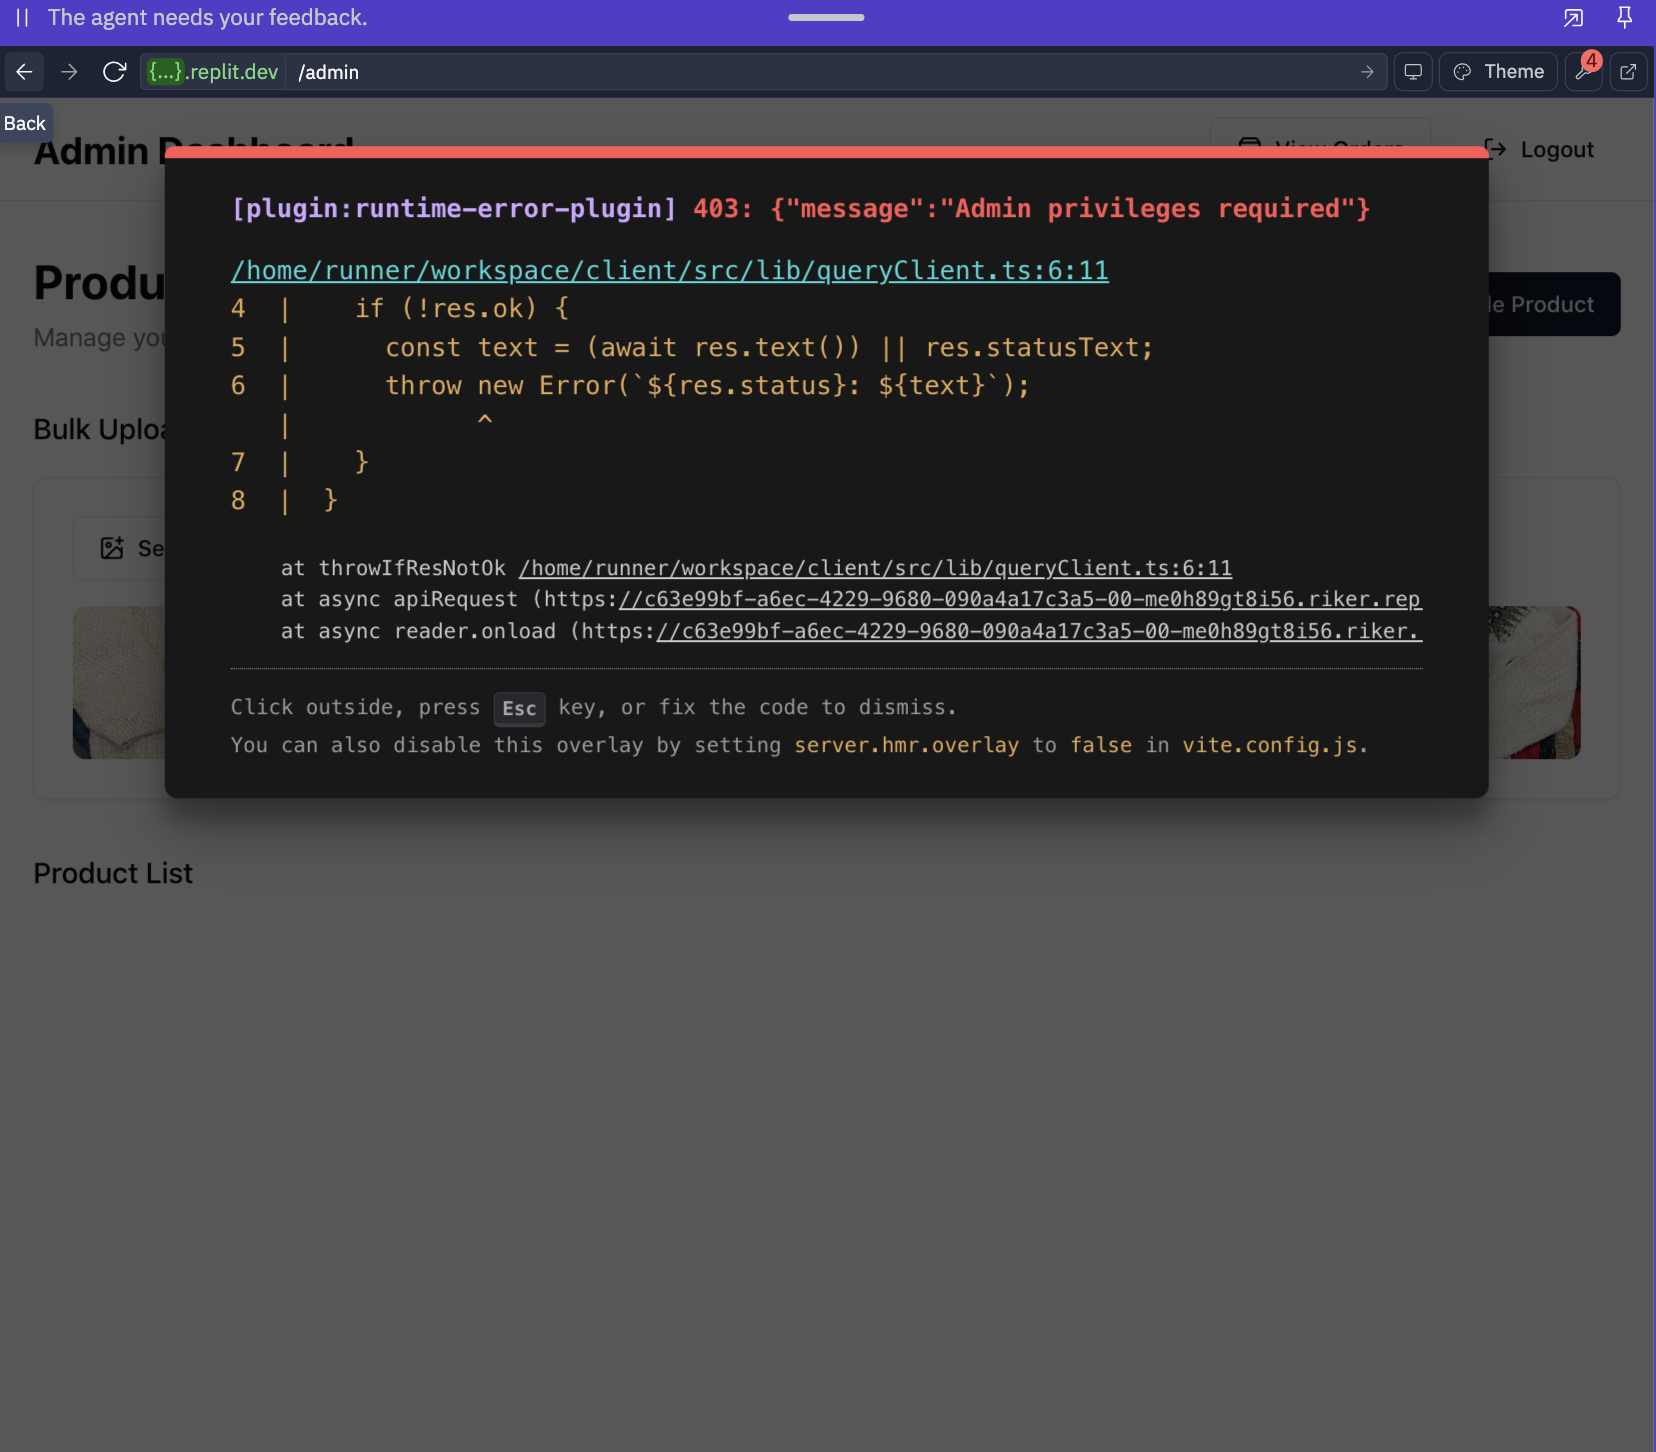 The agent needs your feedback.
{...}.replit.dev /admin
Theme
4
Back
Admin Dashboard
View Orders
Logout
[plugin:runtime-error-plugin] 403: {"message":"Admin privileges required"}
/home/runner/workspace/client/src/lib/queryClient.ts:6:11
4 | if (!res.ok) {
5 | const text = (await res.text()) || res.statusText;
6 | throw new Error(`${res.status}: ${text}`);
| ^
7 | }
8 | }
at throwIfResNotOk /home/runner/workspace/client/src/lib/queryClient.ts:6:11
at async apiRequest (https://c63e99bf-a6ec-4229-9680-090a4a17c3a5-00-me0h89gt8i56.riker.rep
at async reader.onload (https://c63e99bf-a6ec-4229-9680-090a4a17c3a5-00-me0h89gt8i56.riker.
Click outside, press Esc key, or fix the code to dismiss.
You can also disable this overlay by setting server.hmr.overlay to false in vite.config.js.
Produ
Manage you
le Product
Bulk Uploa
Se
Product List